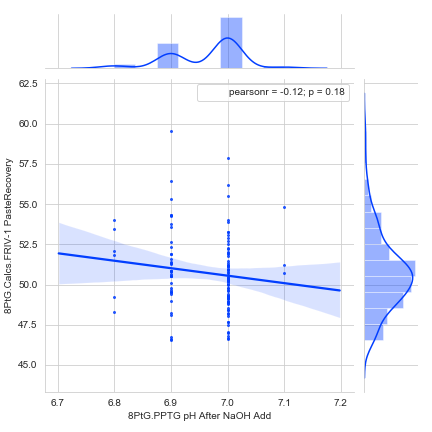 pearsonr = -0.12; p = 0.18
62.5
60.0
57.5
55.0
52.5
50.0
47.5
45.0
8PtG.Calcs.FRIV-1 PasteRecovery
6.7 6.8 6.9 7.0 7.1 7.2
8PtG.PPTG pH After NaOH Add